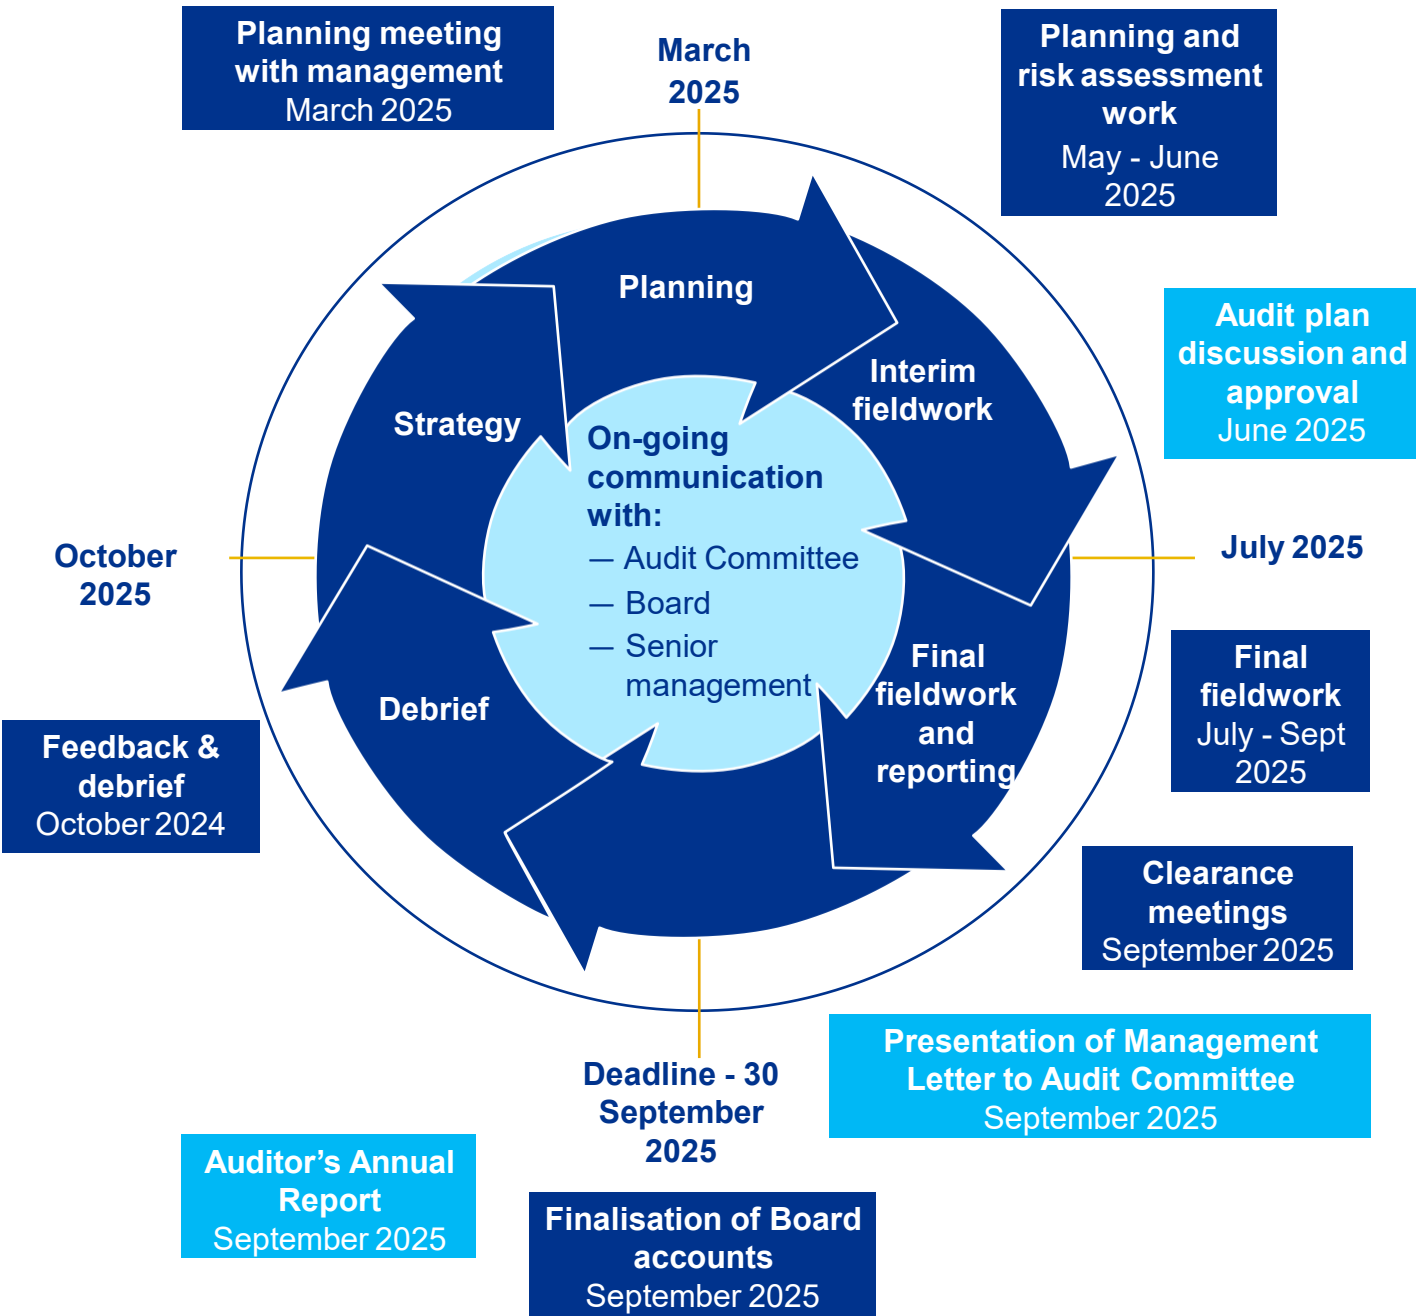 Planning meeting
with management
March 2025
March
2025
Planning and
risk assessment
work
May - June
2025
Audit plan
discussion and
approval
June 2025
July 2025
Final
fieldwork
July - Sept
2025
Clearance
meetings
September 2025
Presentation of Management
Letter to Audit Committee
September 2025
Deadline - 30
September
2025
Finalisation of Board
accounts
September 2025
Auditor’s Annual
Report
September 2025
Feedback &
debrief
October 2024
October
2025
Planning
Interim
fieldwork
Final
fieldwork
and
reporting
Debrief
Strategy
On-going
communication
with:
— Audit Committee
— Board
— Senior
management